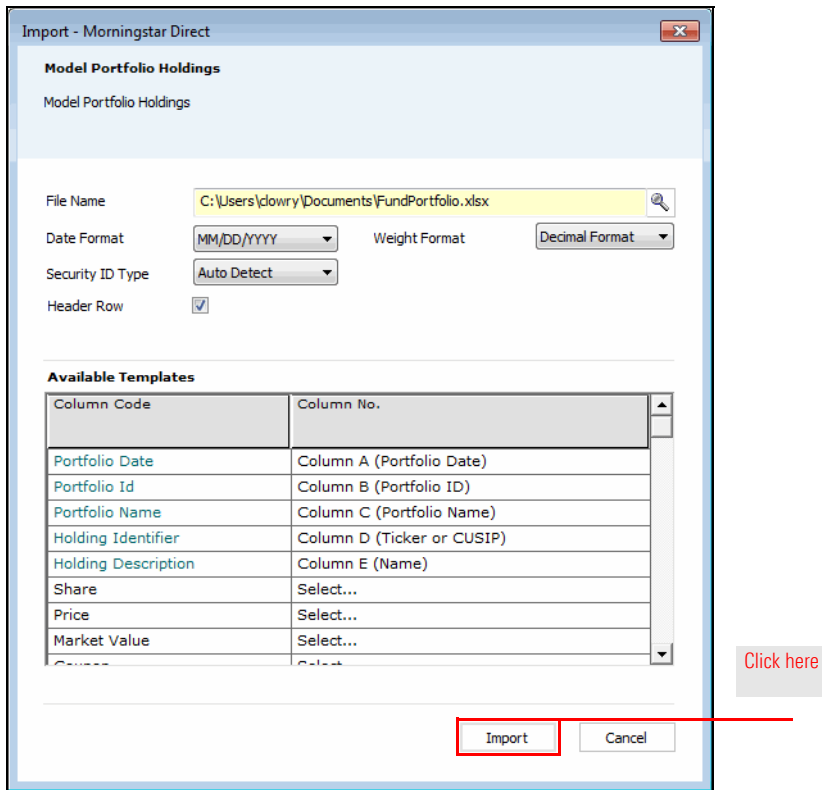 Import - Morningstar Direct
Model Portfolio Holdings
Model Portfolio Holdings
File Name C:\Users\clowry\Documents\FundPortfolio.xlsx
Date Format MM/DD/YYYY Weight Format Decimal Format
Security ID Type Auto Detect
Header Row
Available Templates
Column Code Column No.
Portfolio Date Column A (Portfolio Date)
Portfolio Id Column B (Portfolio ID)
Portfolio Name Column C (Portfolio Name)
Holding Identifier Column D (Ticker or CUSIP)
Holding Description Column E (Name)
Share Select...
Price Select...
Market Value Select...
Click here
Import Cancel